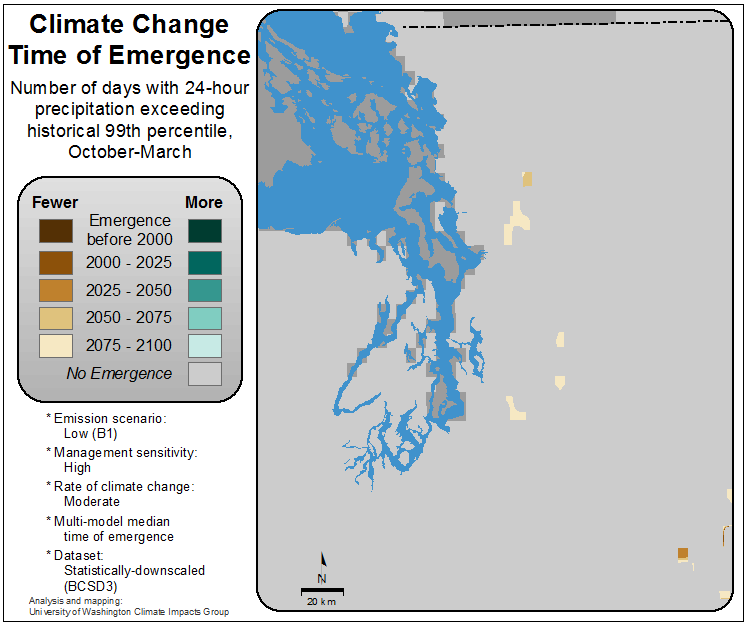 Climate Change
Time of Emergence
Number of days with 24-hour
precipitation exceeding
historical 99th percentile,
October-March
Fewer More
Emergence
before 2000
2000 - 2025
2025 - 2050
2050 - 2075
2075 - 2100
No Emergence
* Emission scenario:
Low (B1)
* Management sensitivity:
High
* Rate of climate change:
Moderate
* Multi-model median
time of emergence
* Dataset:
Statistically-downscaled
(BCSD3)
Analysis and mapping:
University of Washington Climate Impacts Group
N
20 km